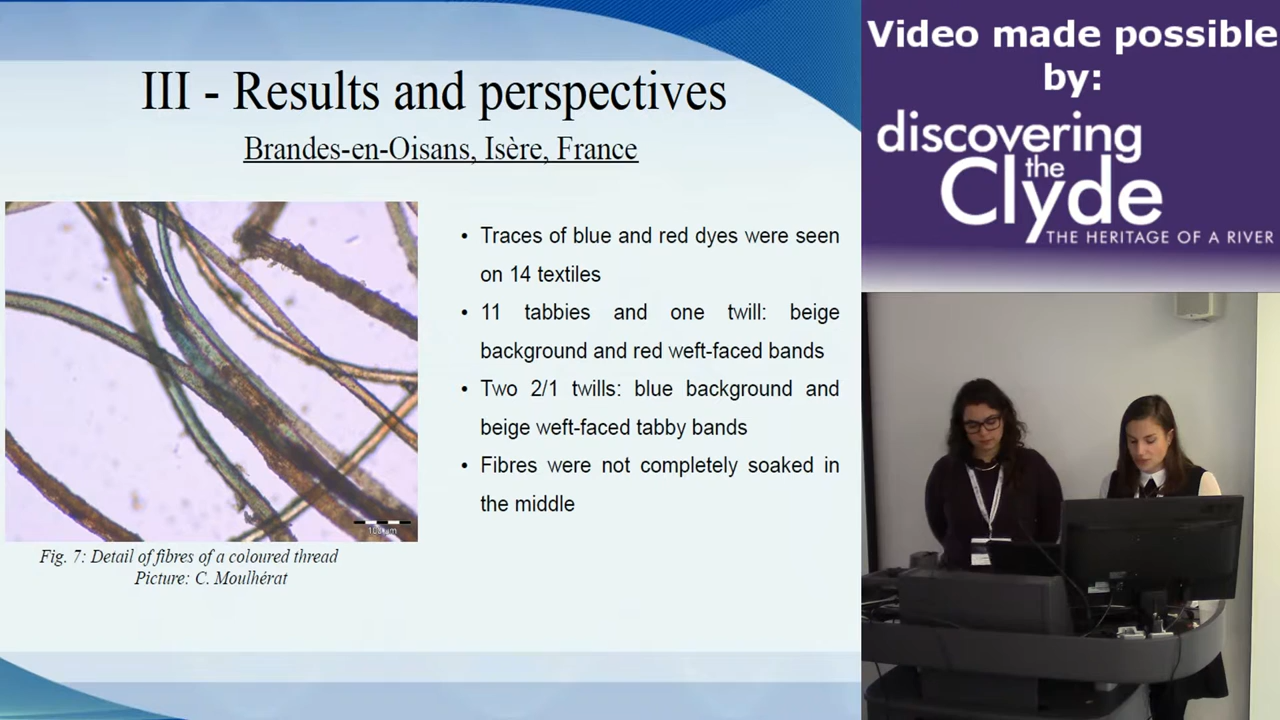 III - Results and perspectives
Brandes-en-Oisans, Isère, France
• Traces of blue and red dyes were seen
on 14 textiles
• 11 tabbies and one twill: beige
background and red weft-faced bands
• Two 2/1 twills: blue background and
beige weft-faced tabby bands
• Fibres were not completely soaked in
the middle
Fig. 7: Detail of fibres of a coloured thread
Picture: C. Moulhérat
Video made possible
by:
discovering
the
Clyde
THE HERITAGE OF A RIVER